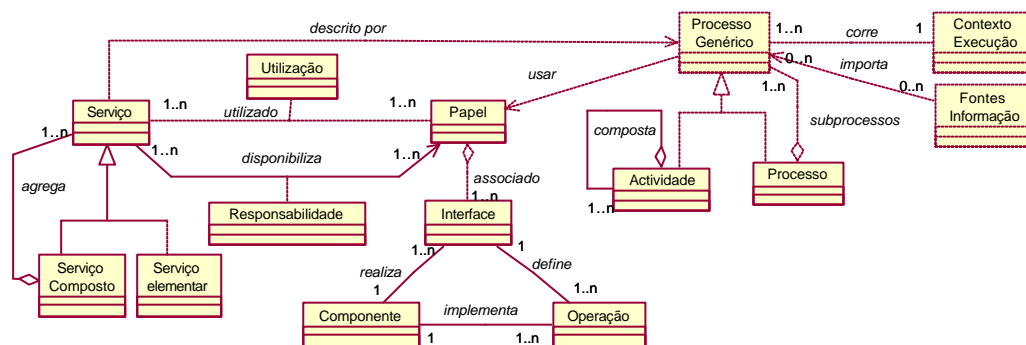 descrito por
Processo
Genérico
1..n
corre
1
Contexto
Execução
0..n
importa
0..n
Utilização
usar
1..n
Fontes
Informação
Serviço
1..n
utilizado
1..n
Papel
composta
subprocessos
1..n
1..n
disponibiliza
1..n
agrega
associado
Actividade
Processo
1..n
1..n
Responsabilidade
Interface
1..n
1
Serviço
Composto
Serviço
elementar
realiza
define
1
1..n
Componente
implementa
Operação
1
1..n